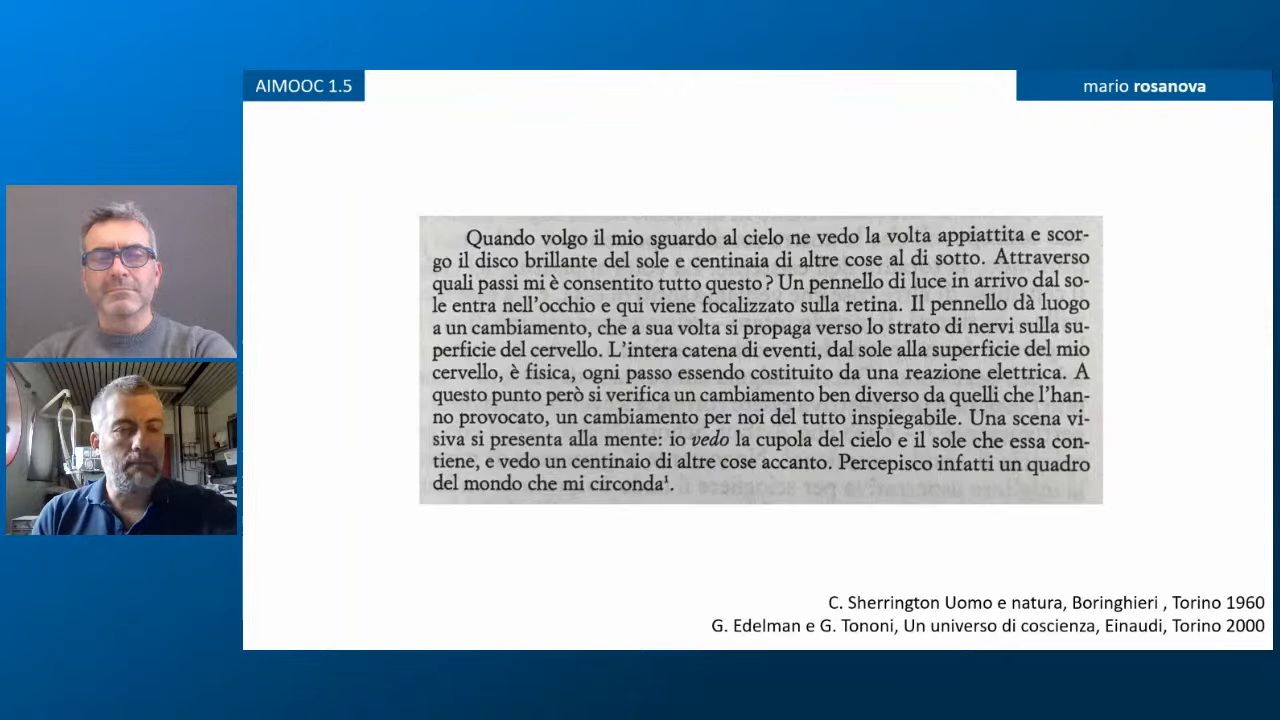 AIMOOC 1.5
mario rosanova
Quando volgo il mio sguardo al cielo ne vedo la volta appiattita e scor-
go il disco brillante del sole e centinaia di altre cose al di sotto. Attraverso
quali passi mi è consentito tutto questo? Un pennello di luce in arrivo dal so-
le entra nell'occhio e qui viene focalizzato sulla retina. Il pennello dà luogo
a un cambiamento, che a sua volta si propaga verso lo strato di nervi sulla su-
perficie del cervello. L'intera catena di eventi, dal sole alla superficie del mio
cervello, è fisica, ogni passo essendo costituito da una reazione elettrica. A
questo punto però si verifica un cambiamento ben diverso da quelli che l'han-
no provocato, un cambiamento per noi del tutto inspiegabile. Una scena vi-
siva si presenta alla mente: io vedo la cupola del cielo e il sole che essa con-
tiene, e vedo un centinaio di altre cose accanto. Percepisco infatti un quadro
del mondo che mi circonda¹.
C. Sherrington Uomo e natura, Boringhieri , Torino 1960
G. Edelman e G. Tononi, Un universo di coscienza, Einaudi, Torino 2000